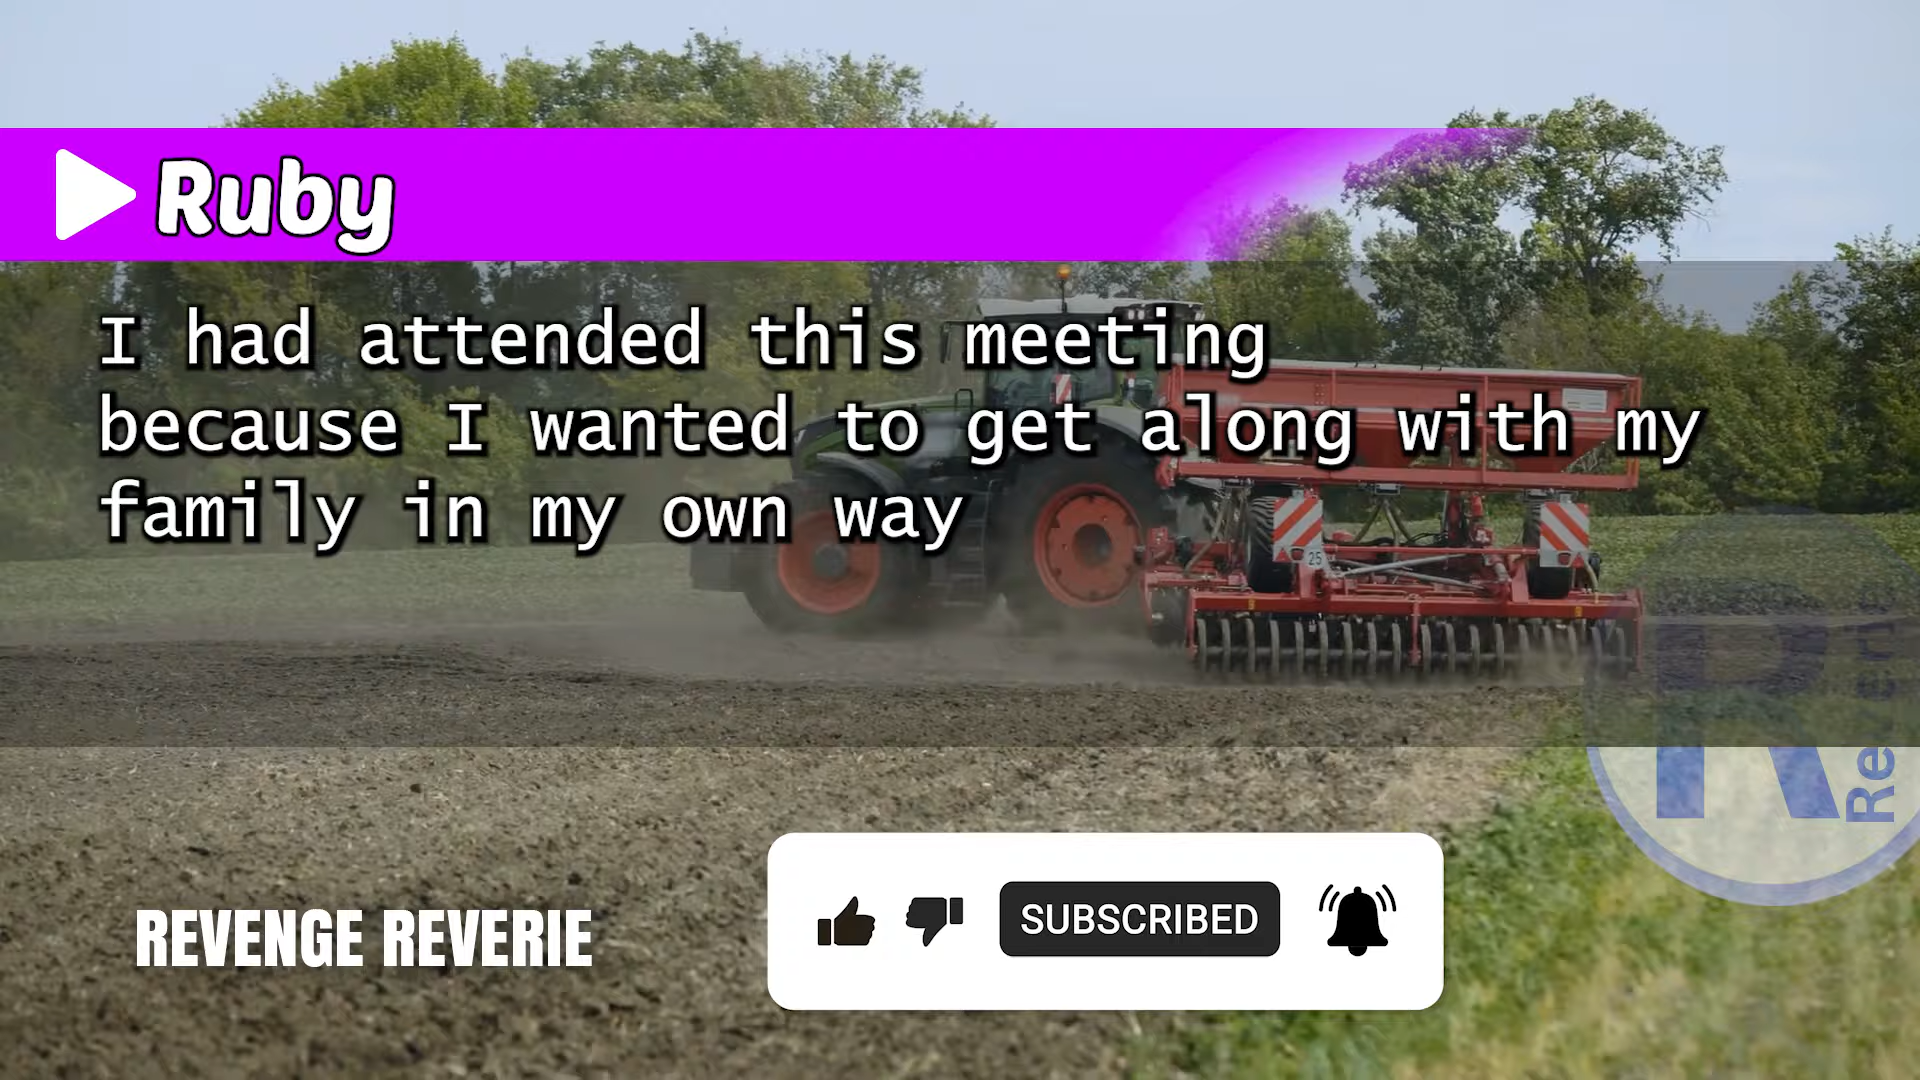 Ruby
I had attended this meeting
because I wanted to get along with my
family in my own way
25
R
REVENGE REVERIE
SUBSCRIBED